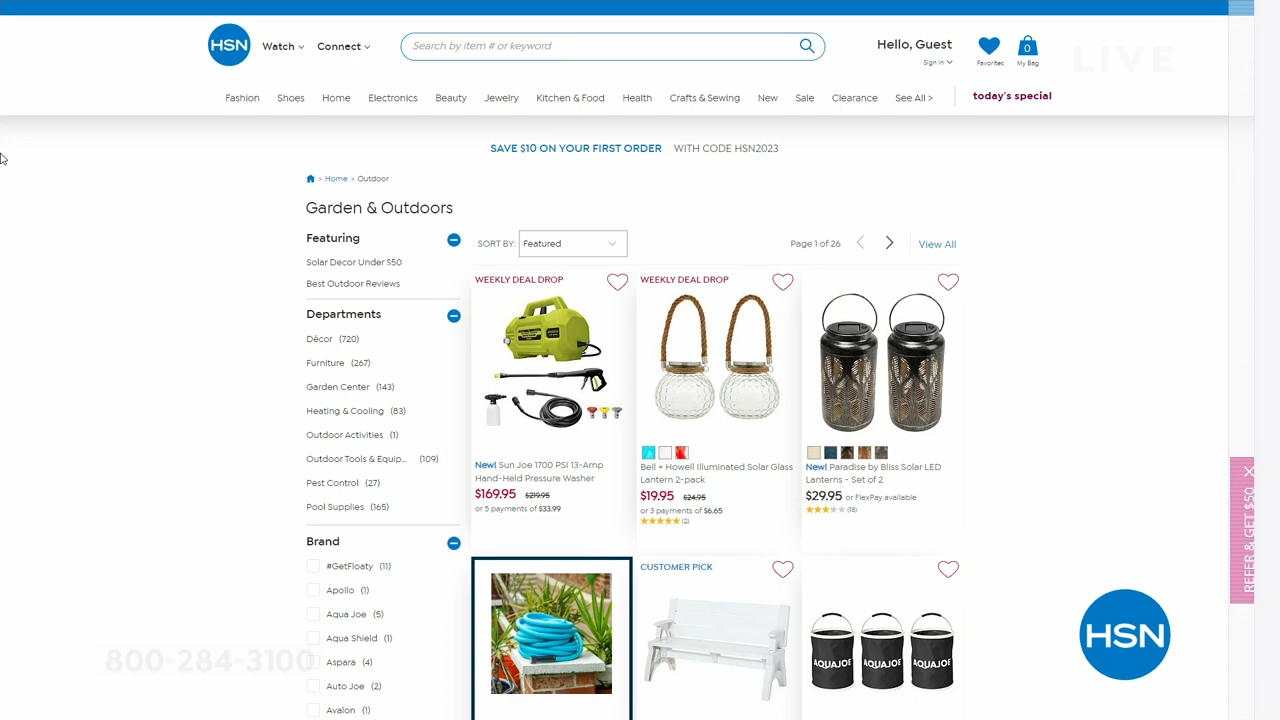 HSN
Watch
Connect
Search by item # or keyword
Hello, Guest
Sign In
Favorites
0
My Bag
LIVE
Fashion Shoes Home Electronics Beauty Jewelry Kitchen & Food Health Crafts & Sewing New Sale Clearance See All > today's special
SAVE $10 ON YOUR FIRST ORDER WITH CODE HSN2023
> Home > Outdoor
Garden & Outdoors
Featuring
Solar Decor Under $50
Best Outdoor Reviews
Departments
Décor (720)
Furniture (267)
Garden Center (143)
Heating & Cooling (83)
Outdoor Activities (1)
Outdoor Tools & Equip... (109)
Pest Control (27)
Pool Supplies (165)
Brand
#GetFloaty (11)
Apollo (1)
Aqua Joe (5)
Aqua Shield (1)
Aspara (4)
Auto Joe (2)
Avalon (1)
SORT BY: Featured
Page 1 of 26
View All
WEEKLY DEAL DROP
New! Sun Joe 1700 PSI 13-Amp
Hand-Held Pressure Washer
$169.95 $219.95
or 5 payments of $33.99
WEEKLY DEAL DROP
Bell + Howell Illuminated Solar Glass
Lantern 2-pack
$19.95 $24.95
or 3 payments of $6.65
(2)
New! Paradise by Bliss Solar LED
Lanterns - Set of 2
$29.95 or FlexPay available
(18)
CUSTOMER PICK
AQUAJOE AQUAJOE AQUAJOE
REFER & GET $50 X
800-284-3100
HSN